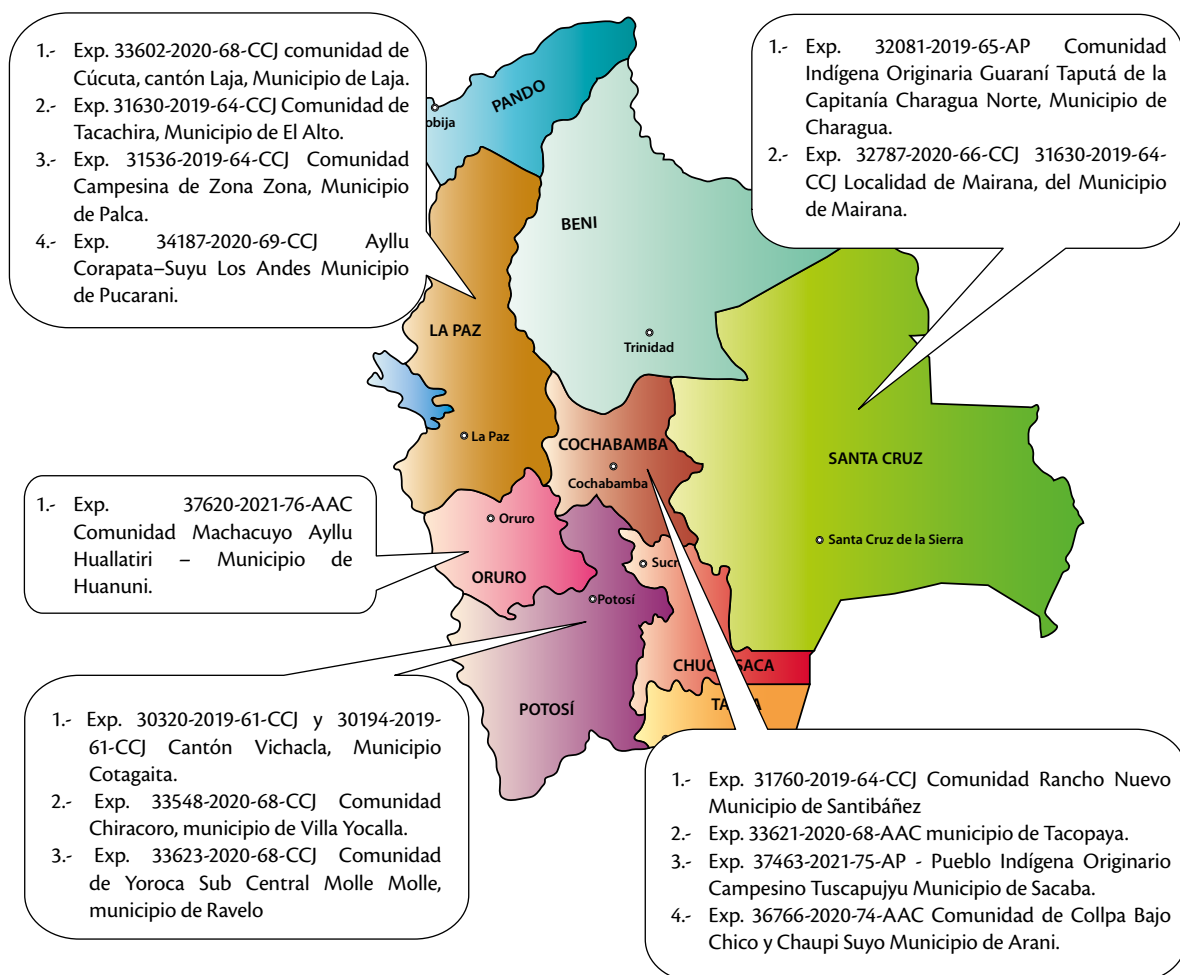 1.- Exp. 33602-2020-68-CCJ comunidad de
Cúcuta, cantón Laja, Municipio de Laja.
2.- Exp. 31630-2019-64-CCJ Comunidad de
Tacachira, Municipio de El Alto.
3.- Exp. 31536-2019-64-CCJ Comunidad
Campesina de Zona Zona, Municipio
de Palca.
4.- Exp. 34187-2020-69-CCJ Ayllu
Corapata–Suyu Los Andes Municipio
de Pucarani.
1.- Exp. 32081-2019-65-AP Comunidad
Indígena Originaria Guaraní Taputá de la
Capitanía Charagua Norte, Municipio de
Charagua.
2.- Exp. 32787-2020-66-CCJ 31630-2019-64-
CCJ Localidad de Mairana, del Municipio
de Mairana.
PANDO
obija
BENI
Trinidad
LA PAZ
La Paz
COCHABAMBA
Cochabamba
SANTA CRUZ
Santa Cruz de la Sierra
1.- Exp. 37620-2021-76-AAC
Comunidad Machacuyo Ayllu
Huallatiri – Municipio de
Huanuni.
Oruro
ORURO
Sucr
Potosí
POTOSÍ
CHUQ SACA
TA A
1.- Exp. 30320-2019-61-CCJ y 30194-2019-
61-CCJ Cantón Vichacla, Municipio
Cotagaita.
2.- Exp. 33548-2020-68-CCJ Comunidad
Chiracoro, municipio de Villa Yocalla.
3.- Exp. 33623-2020-68-CCJ Comunidad
de Yoroca Sub Central Molle Molle,
municipio de Ravelo
1.- Exp. 31760-2019-64-CCJ Comunidad Rancho Nuevo
Municipio de Santibáñez
2.- Exp. 33621-2020-68-AAC municipio de Tacopaya.
3.- Exp. 37463-2021-75-AP - Pueblo Indígena Originario
Campesino Tuscapujyu Municipio de Sacaba.
4.- Exp. 36766-2020-74-AAC Comunidad de Collpa Bajo
Chico y Chaupi Suyo Municipio de Arani.